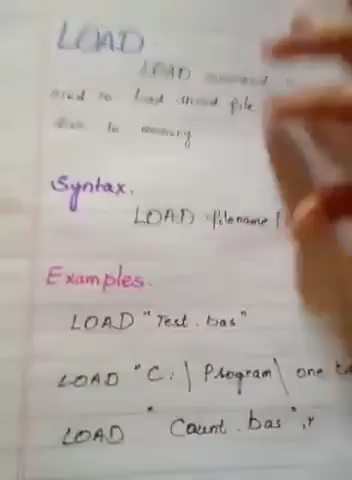 LOAD
LOAD command
used to load stored file
disk to memory
Syntax.
LOAD filename
Examples.
LOAD "Test.bas"
LOAD "C:\Program\ one
LOAD "Count.bas",r